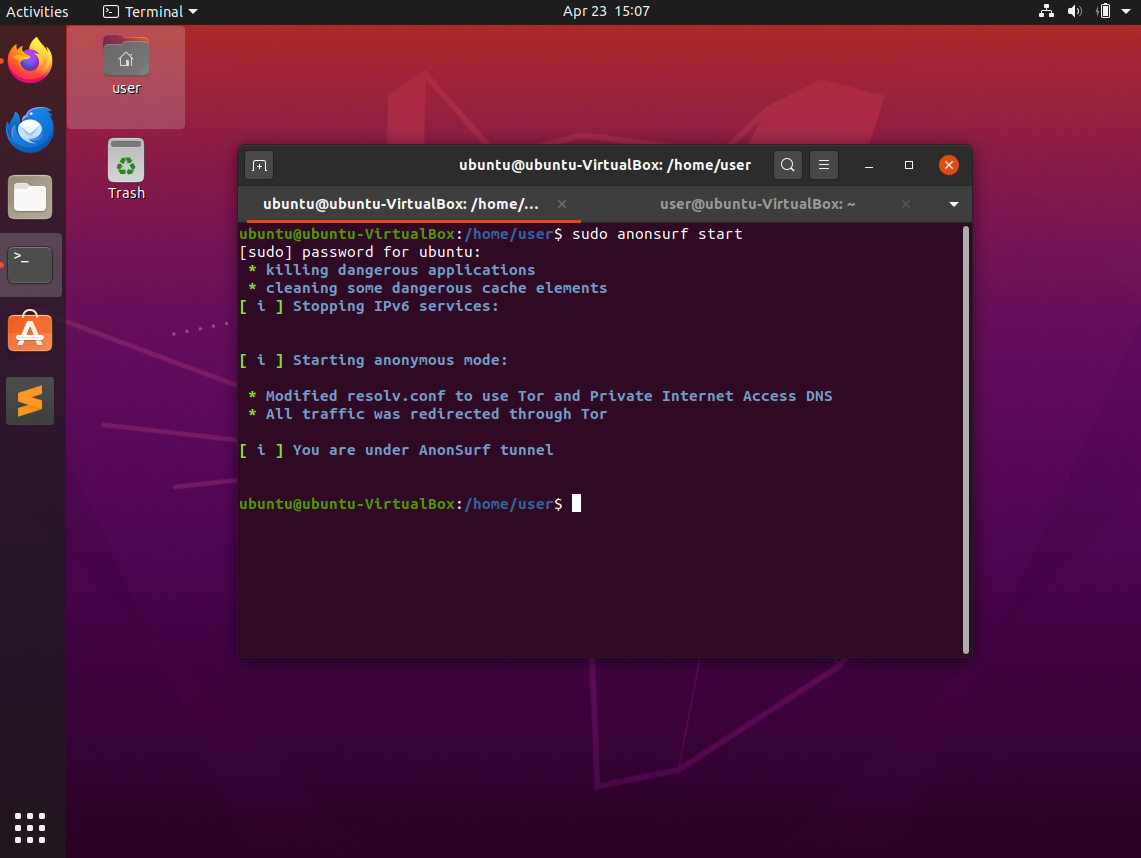 Activities
Terminal
Apr 23 15:07
user
Trash
ubuntu@ubuntu-VirtualBox: /home/user
ubuntu@ubuntu-VirtualBox: /home/...
user@ubuntu-VirtualBox: ~
ubuntu@ubuntu-VirtualBox:/home/user$ sudo anonsurf start
[sudo] password for ubuntu:
* killing dangerous applications
* cleaning some dangerous cache elements
[ i ] Stopping IPv6 services:
[ i ] Starting anonymous mode:
* Modified resolv.conf to use Tor and Private Internet Access DNS
* All traffic was redirected through Tor
[ i ] You are under AnonSurf tunnel
ubuntu@ubuntu-VirtualBox:/home/user$